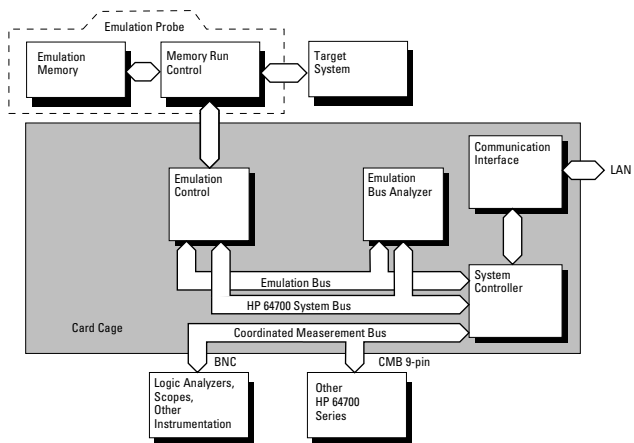 Emulation Probe
Emulation
Memory
Memory Run
Control
Target
System
Communication
Interface
LAN
Emulation
Control
Emulation
Bus Analyzer
Emulation Bus
System
Controller
HP 64700 System Bus
Card Cage
Coordinated Measurement Bus
BNC
CMB 9-pin
Logic Analyzers,
Scopes,
Other
Instrumentation
Other
HP 64700
Series